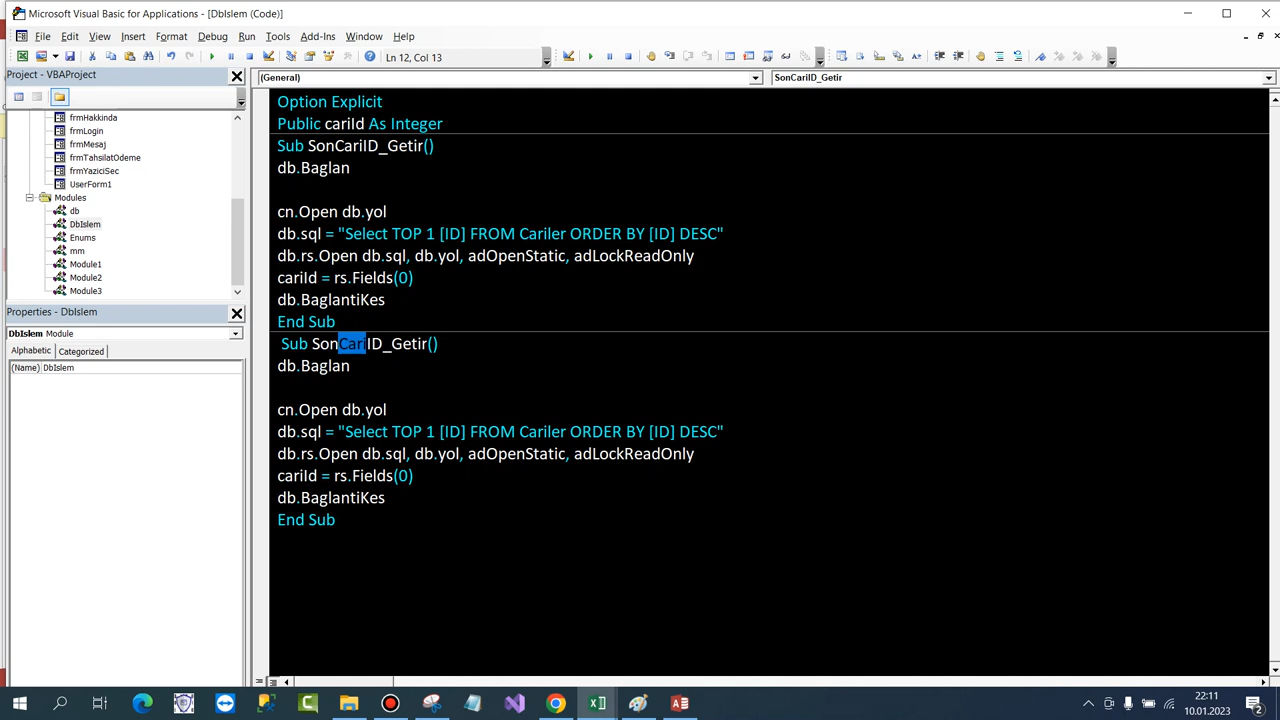 Microsoft Visual Basic for Applications - [DbIslem (Code)]
File Edit View Insert Format Debug Run Tools Add-Ins Window Help
Ln 12, Col 13
Project - VBAProject
frmHakkinda
frmLogin
frmMesaj
frmTahsilatOdeme
frmYaziciSec
UserForm1
Modules
db
DbIslem
Enums
mm
Module1
Module2
Module3
Properties - DbIslem
DbIslem Module
Alphabetic Categorized
(Name) DbIslem
(General) SonCariID_Getir
Option Explicit
Public cariId As Integer
Sub SonCariID_Getir()
db.Baglan
cn.Open db.yol
db.sql = "Select TOP 1 [ID] FROM Cariler ORDER BY [ID] DESC"
db.rs.Open db.sql, db.yol, adOpenStatic, adLockReadOnly
cariId = rs.Fields(0)
db.BaglantiKes
End Sub
Sub SonCariID_Getir()
db.Baglan
cn.Open db.yol
db.sql = "Select TOP 1 [ID] FROM Cariler ORDER BY [ID] DESC"
db.rs.Open db.sql, db.yol, adOpenStatic, adLockReadOnly
cariId = rs.Fields(0)
db.BaglantiKes
End Sub
22:11
10.01.2023
2